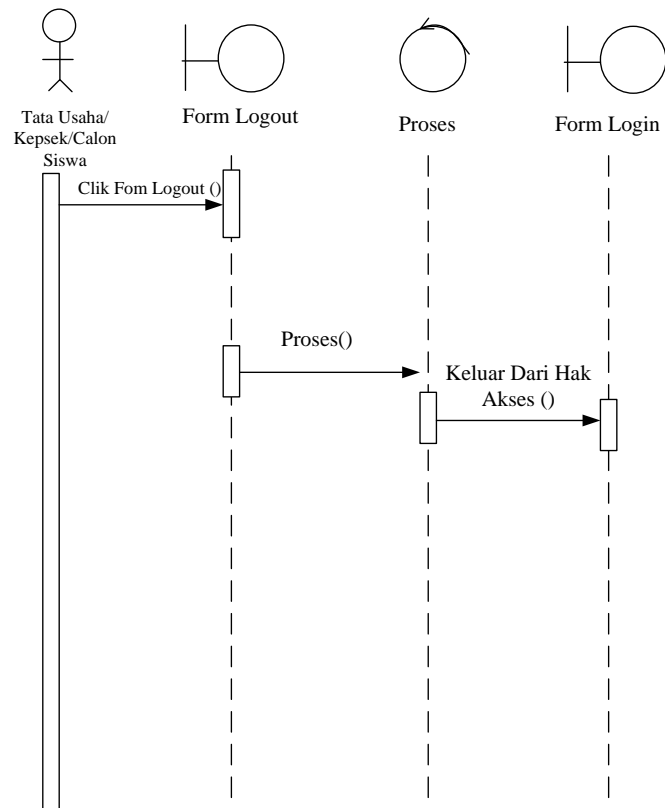 Tata Usaha/
Kepsek/Calon
Siswa
Form Logout
Proses
Form Login
Clik Fom Logout ()
Proses()
Keluar Dari Hak
Akses ()